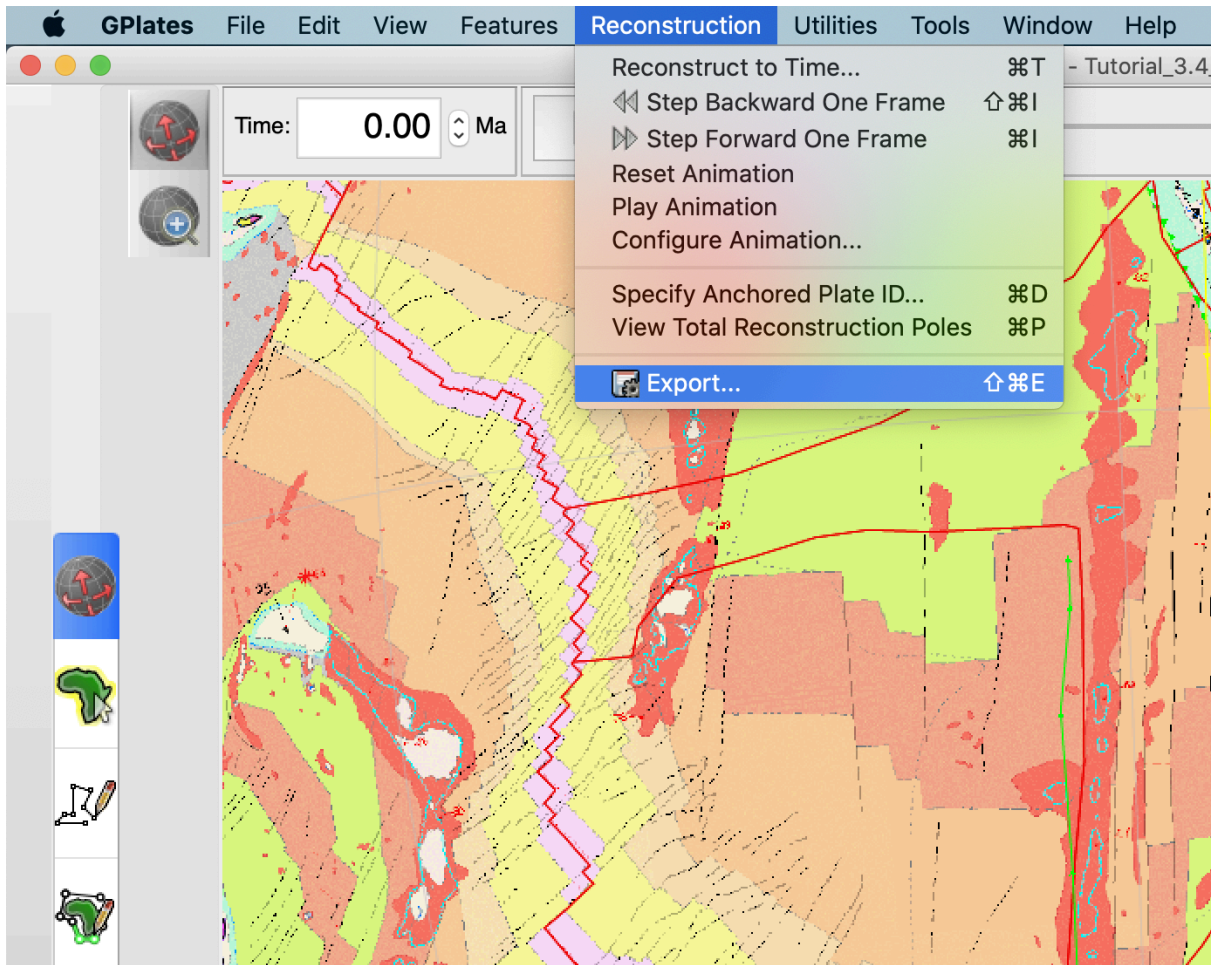 GPlates File Edit View Features Reconstruction Utilities Tools Window Help
- Tutorial_3.4
Time: 0.00 Ma
Reconstruct to Time... ⌘T
Step Backward One Frame ⇧⌘I
Step Forward One Frame ⌘I
Reset Animation
Play Animation
Configure Animation...
Specify Anchored Plate ID... ⌘D
View Total Reconstruction Poles ⌘P
Export... ⇧⌘E